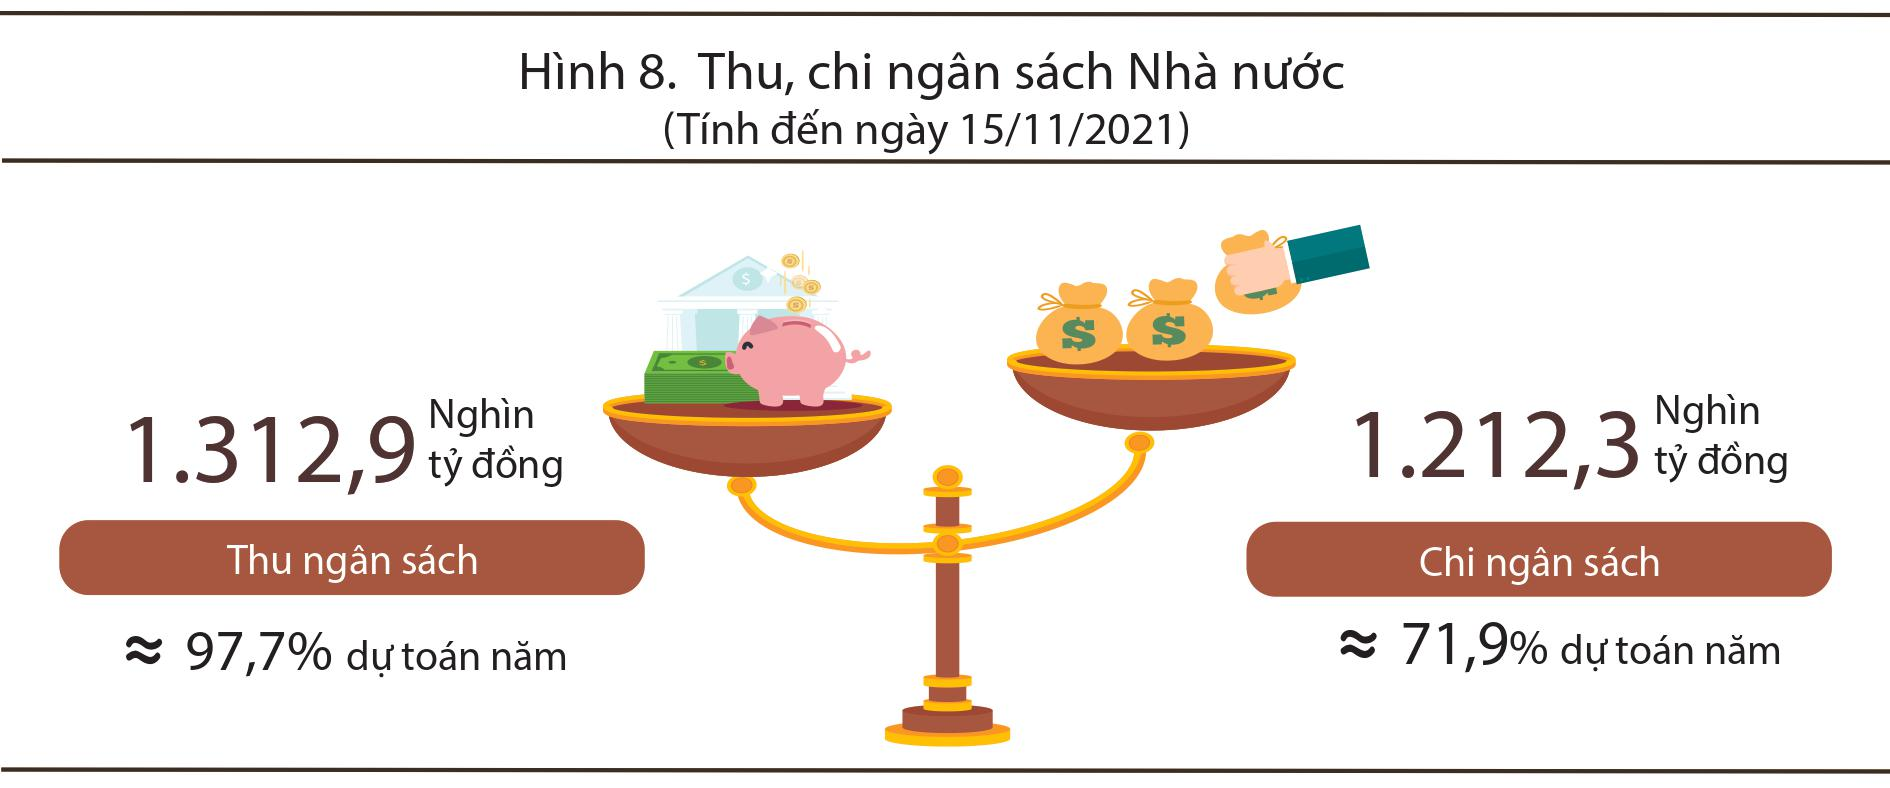 Hình 8. Thu, chi ngân sách Nhà nước
(Tính đến ngày 15/11/2021)
1.312,9 Nghìn
tỷ đồng
Thu ngân sách
≈ 97,7% dự toán năm
1.212,3 Nghìn
tỷ đồng
Chi ngân sách
≈ 71,9% dự toán năm